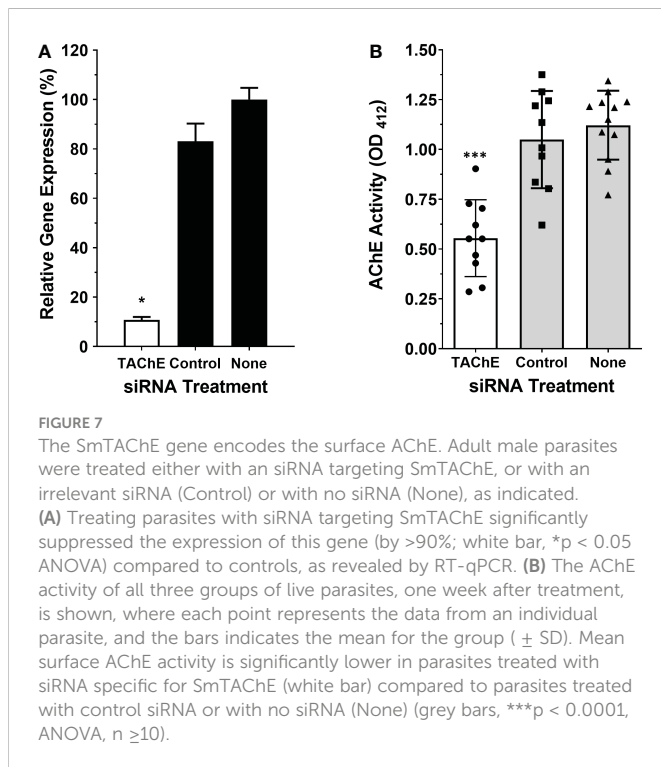 A
120
100
80
60
40
20
0
Relative Gene Expression (%)
*
TAChE Control None
siRNA Treatment
B
1.50
1.25
1.00
0.75
0.50
0.25
0.00
AChE Activity (OD 412)
***
TAChE Control None
siRNA Treatment
FIGURE 7
The SmTAChE gene encodes the surface AChE. Adult male parasites
were treated either with an siRNA targeting SmTAChE, or with an
irrelevant siRNA (Control) or with no siRNA (None), as indicated.
(A) Treating parasites with siRNA targeting SmTAChE significantly
suppressed the expression of this gene (by >90%; white bar, *p < 0.05
ANOVA) compared to controls, as revealed by RT-qPCR. (B) The AChE
activity of all three groups of live parasites, one week after treatment,
is shown, where each point represents the data from an individual
parasite, and the bars indicates the mean for the group ( ± SD). Mean
surface AChE activity is significantly lower in parasites treated with
siRNA specific for SmTAChE (white bar) compared to parasites treated
with control siRNA or with no siRNA (None) (grey bars, ***p < 0.0001,
ANOVA, n ≥10).